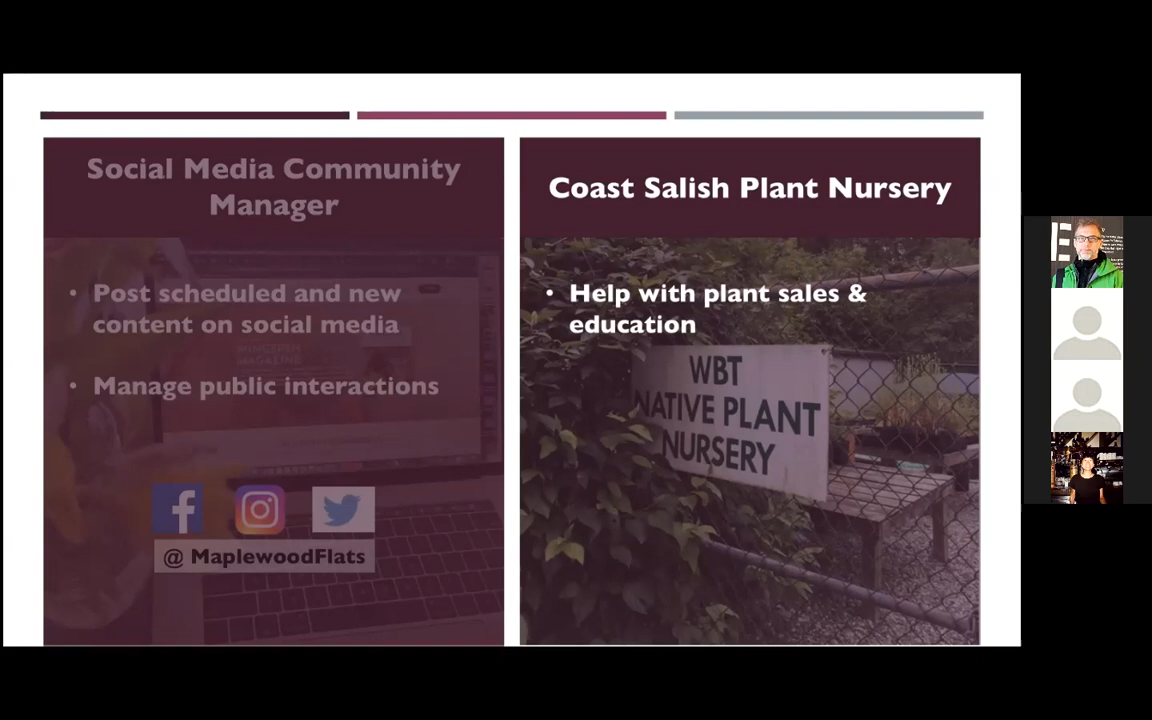 Social Media Community
Manager
• Post scheduled and new
content on social media
• Manage public interactions
@ MaplewoodFlats
Coast Salish Plant Nursery
• Help with plant sales &
education
WBT
NATIVE PLANT
NURSERY